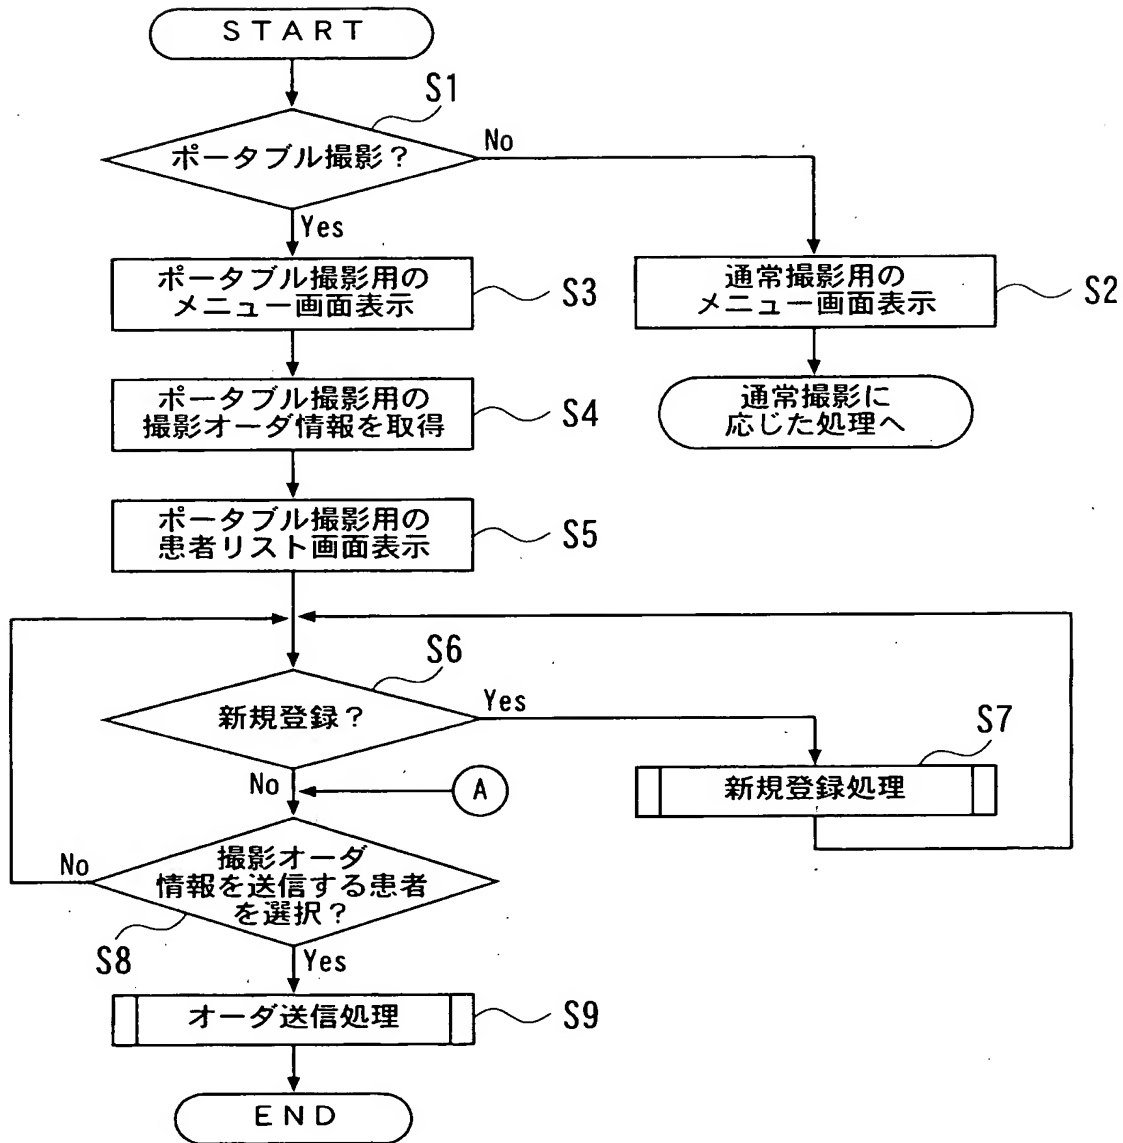 START
S1
ポータブル撮影?
No
Yes
ポータブル撮影用の
メニュー画面表示
S3
通常撮影用の
メニュー画面表示
S2
ポータブル撮影用の
撮影オーダ情報を取得
S4
通常撮影に
応じた処理へ
ポータブル撮影用の
患者リスト画面表示
S5
S6
新規登録?
Yes
S7
新規登録処理
No
A
撮影オーダ
情報を送信する患者
を選択?
No
S8
Yes
オーダ送信処理
S9
END